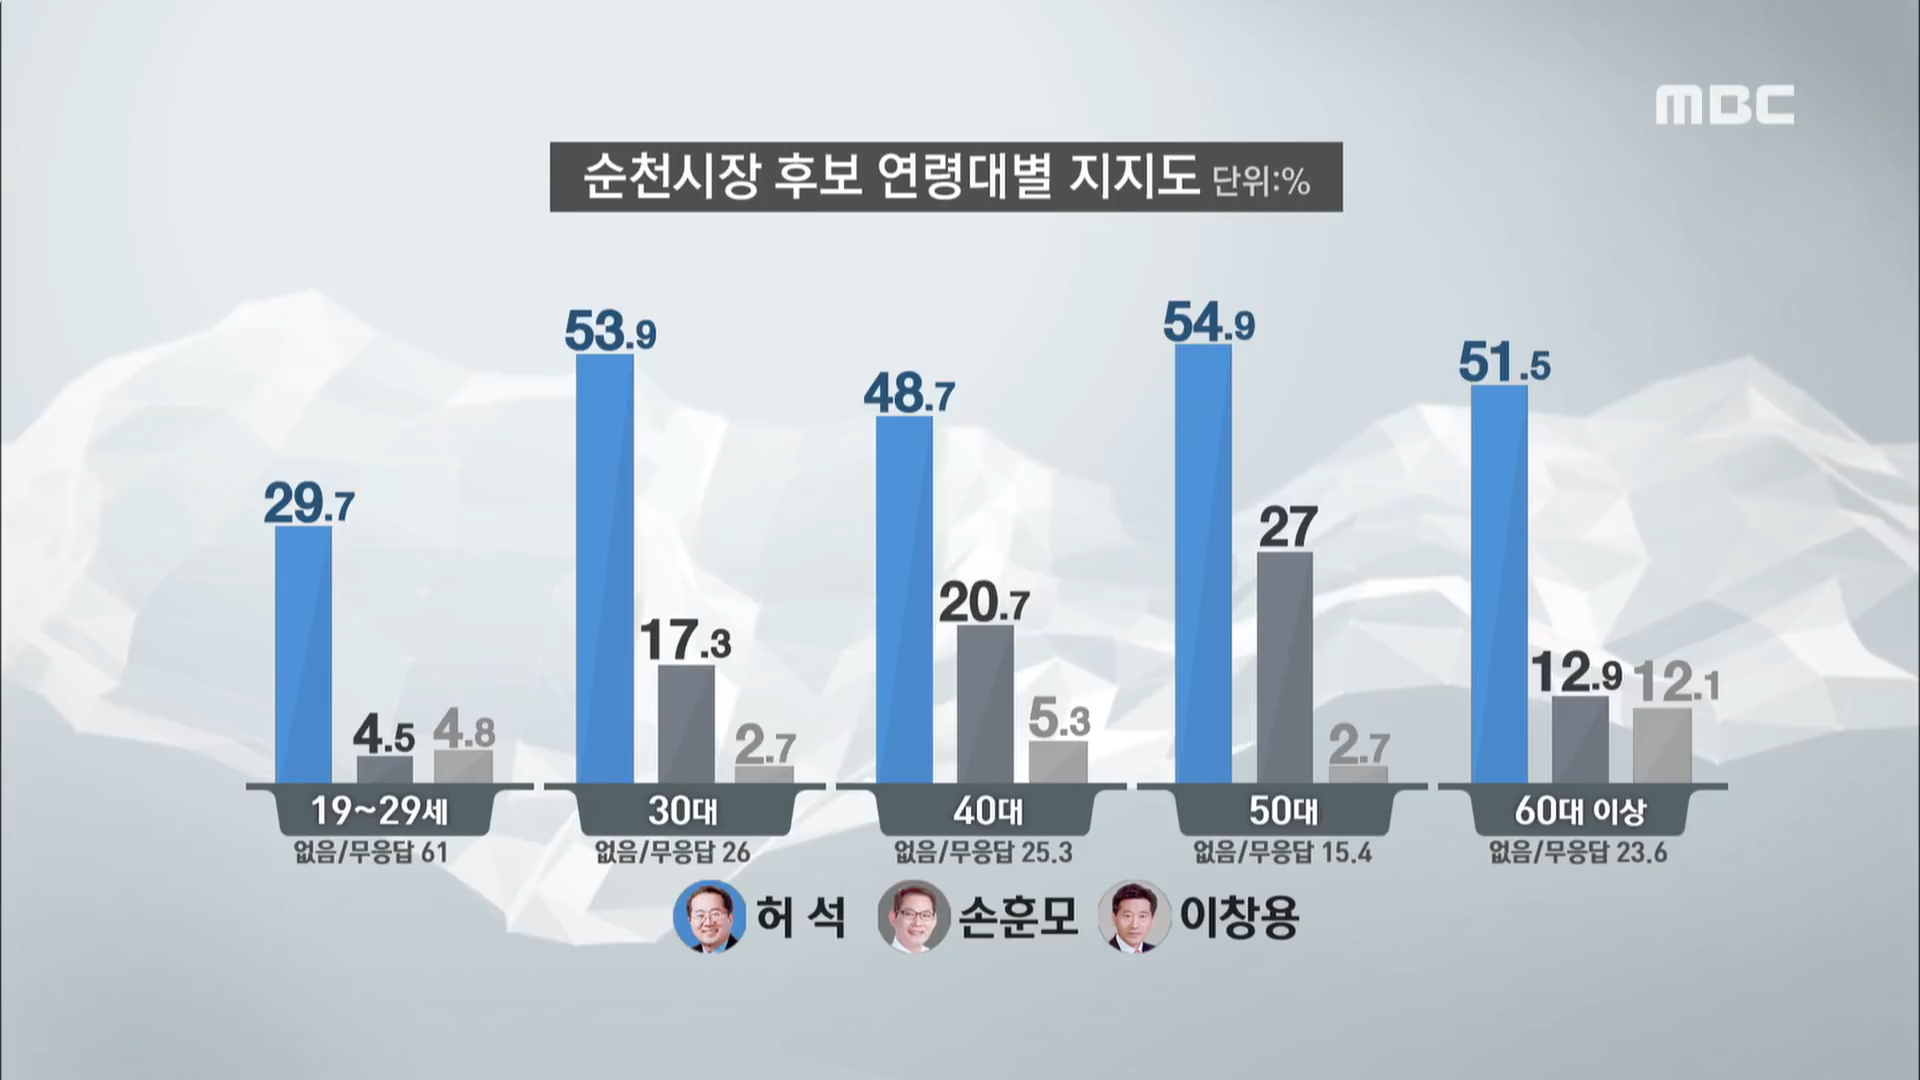 MBC
순천시장 후보 연령대별 지지도 단위:%
29.7 4.5 4.8
53.9 17.3 2.7
48.7 20.7 5.3
54.9 27 2.7
51.5 12.9 12.1
19~29세 30대 40대 50대 60대 이상
없음/무응답 61 없음/무응답 26 없음/무응답 25.3 없음/무응답 15.4 없음/무응답 23.6
허 석 손훈모 이창용